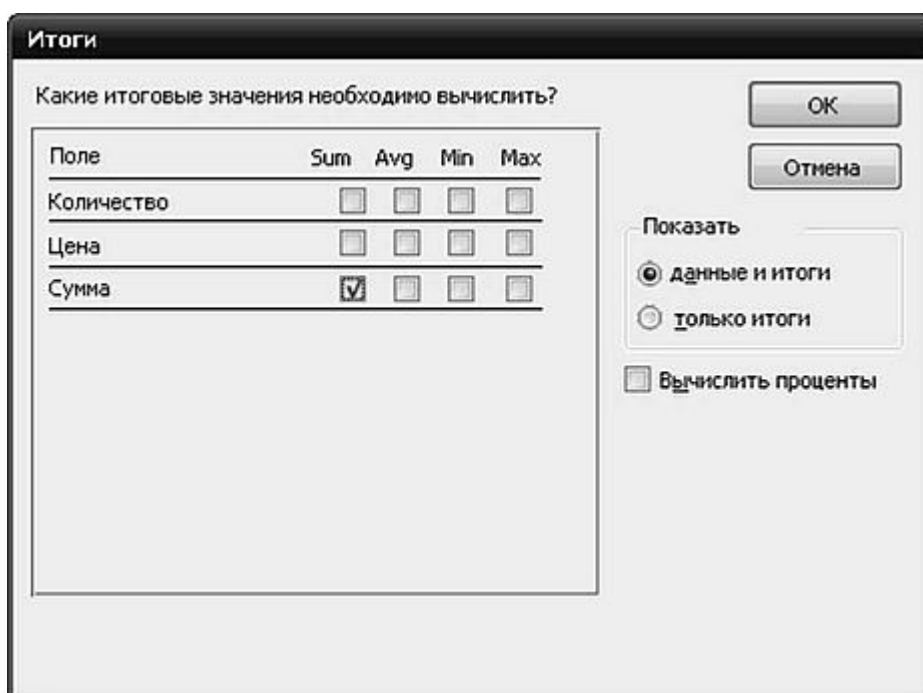 Итоги
Какие итоговые значения необходимо вычислить?
OK
Отмена
Поле Sum Avg Min Max
Количество
Цена
Сумма
Показать
данные и итоги
только итоги
Вычислить проценты